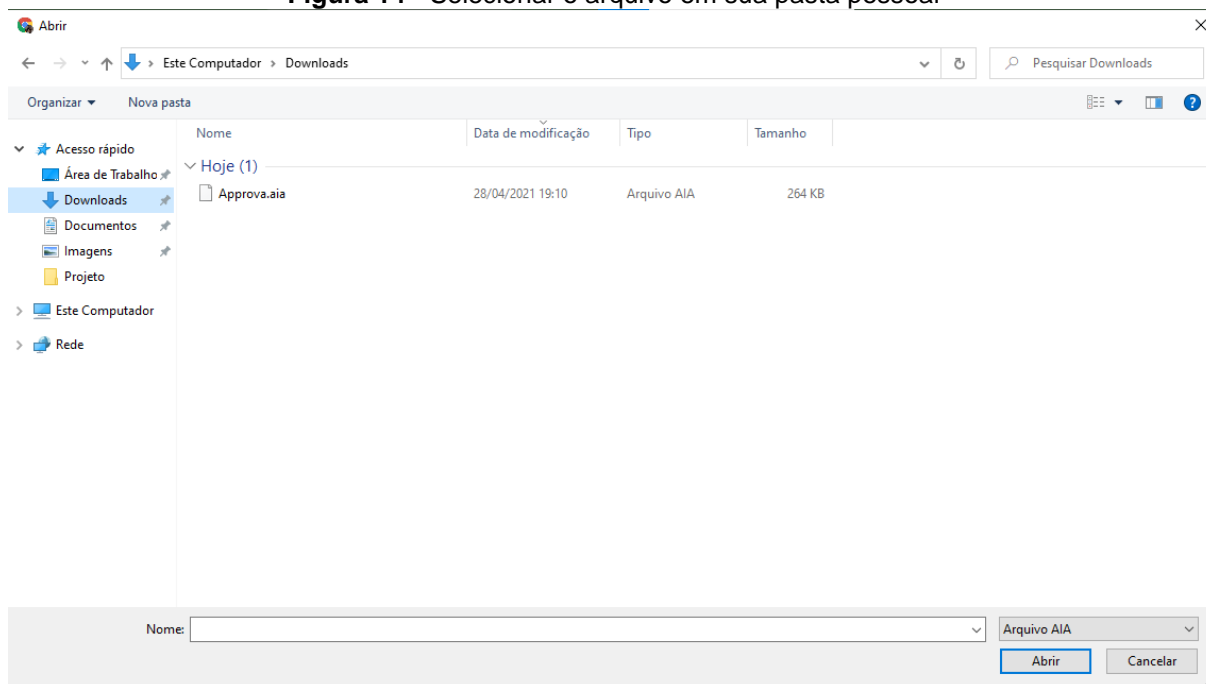 Figura 14 - Selecionar o arquivo em sua pasta pessoal
Abrir
Este Computador > Downloads
Pesquisar Downloads
Organizar
Nova pasta
Nome
Data de modificação
Tipo
Tamanho
Acesso rápido
Área de Trabalho
Downloads
Documentos
Imagens
Projeto
Este Computador
Rede
Hoje (1)
Approva.aia
28/04/2021 19:10
Arquivo AIA
264 KB
Nome:
Arquivo AIA
Abrir
Cancelar